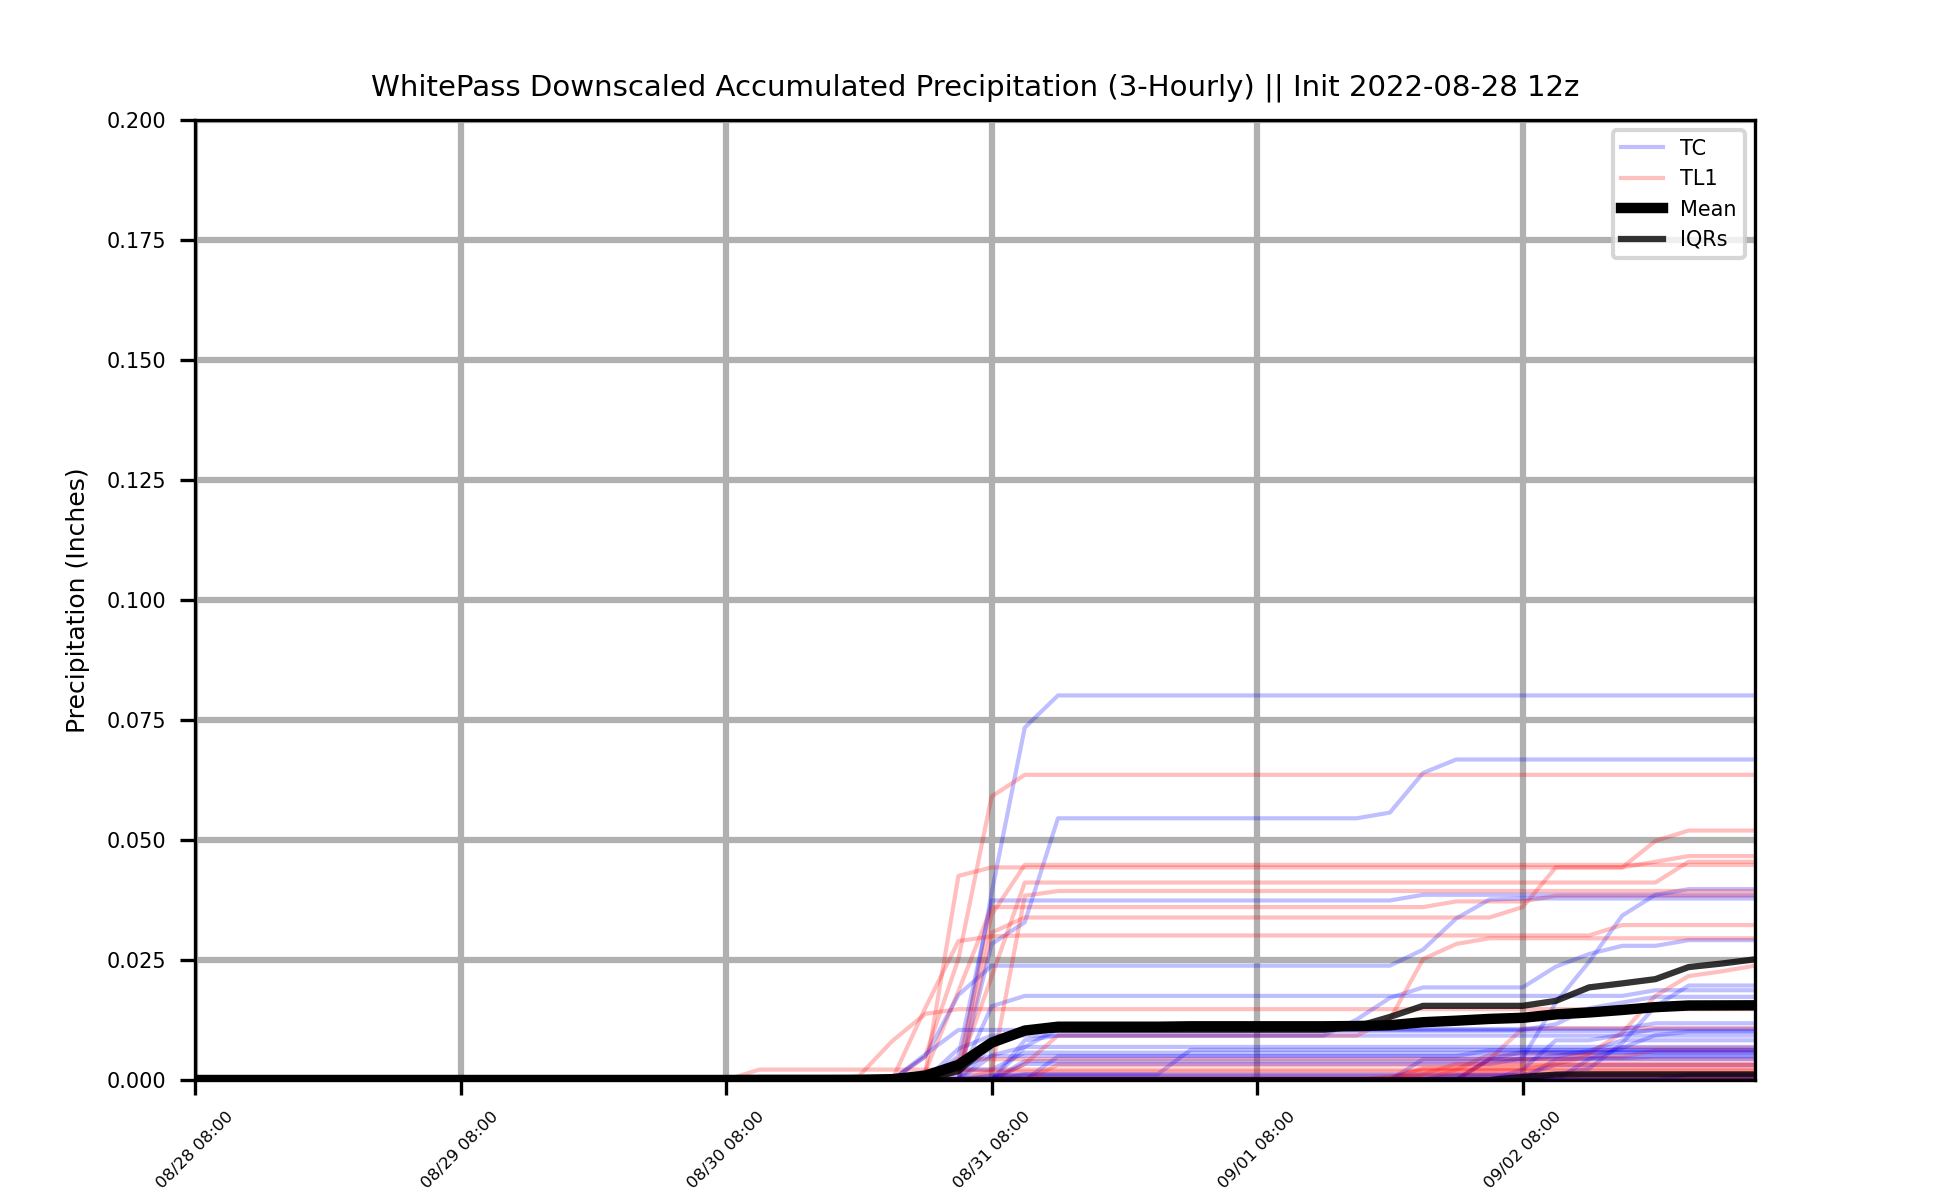 WhitePass Downscaled Accumulated Precipitation (3-Hourly) || Init 2022-08-28 12z
TC
TL1
Mean
IQRs
Precipitation (Inches)
0.200
0.175
0.150
0.125
0.100
0.075
0.050
0.025
0.000
08/28 08:00
08/29 08:00
08/30 08:00
08/31 08:00
09/01 08:00
09/02 08:00